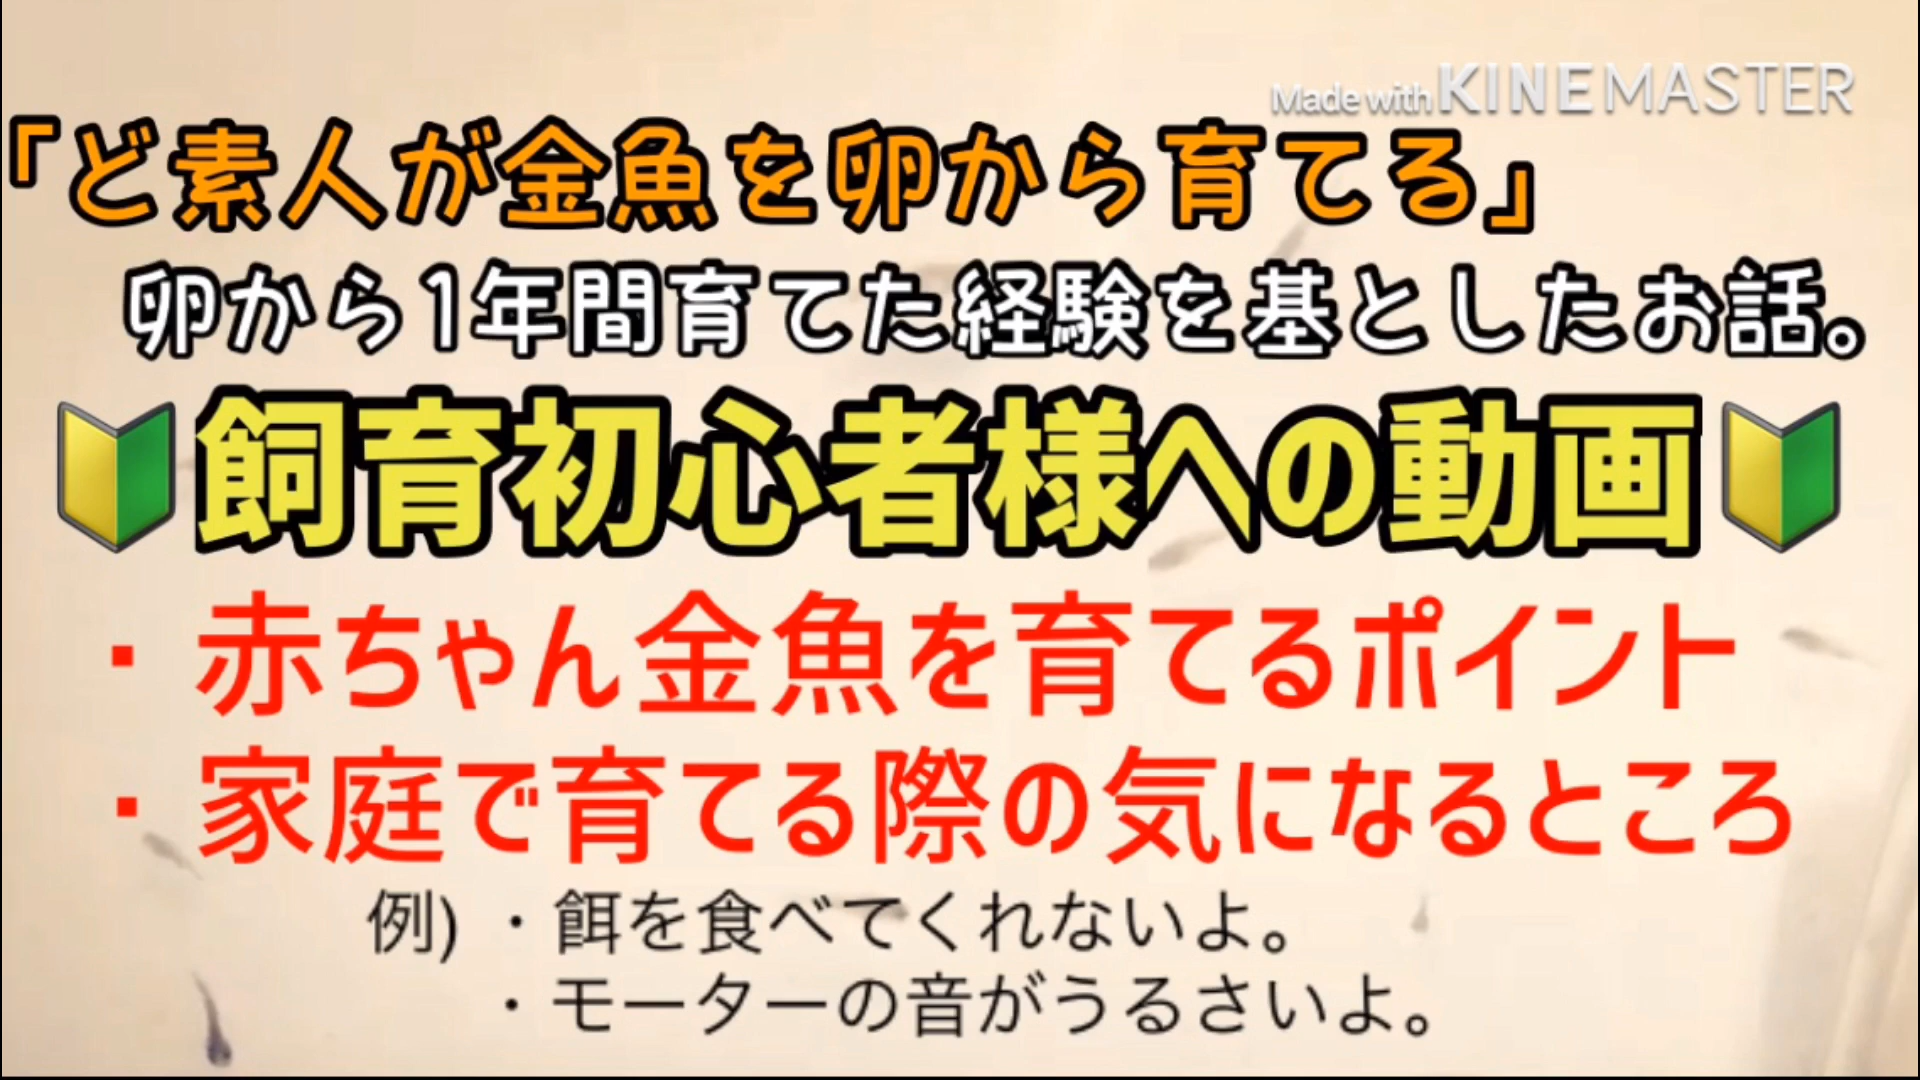 Made with KINEMASTER
「ど素人が金魚を卵から育てる」
卵から1年間育てた経験を基としたお話。
🔰飼育初心者様への動画🔰
・赤ちゃん金魚を育てるポイント
・家庭で育てる際の気になるところ
例) ・餌を食べてくれないよ。
・モーターの音がうるさいよ。